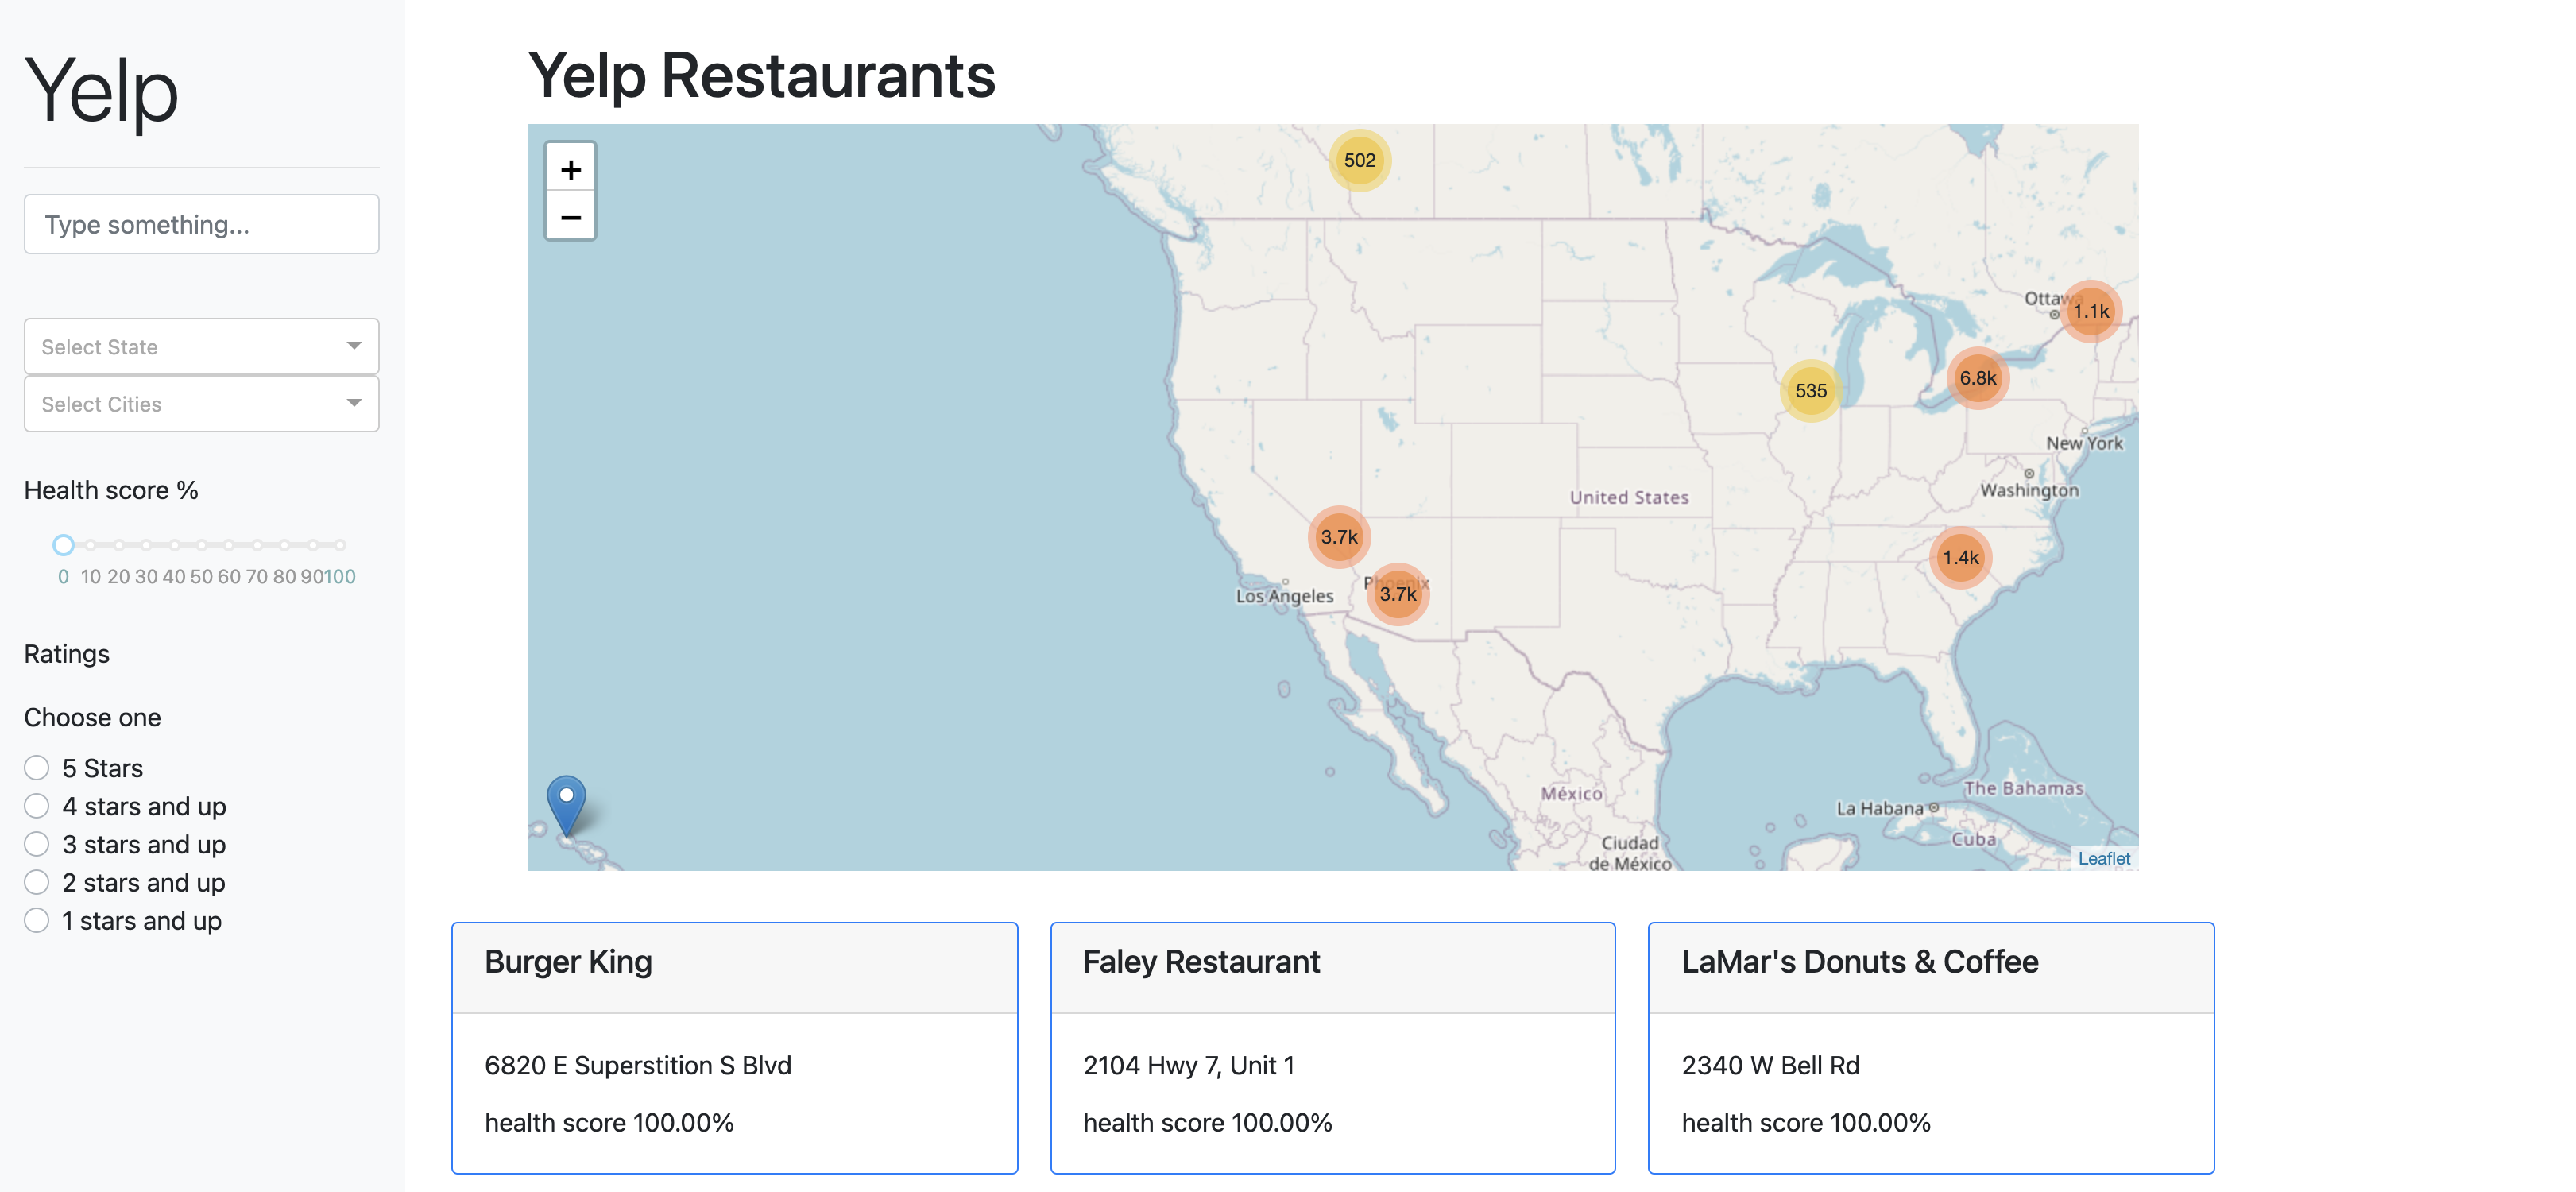 Yelp
Type something...
Select State
Select Cities
Health score %
0 10 20 30 40 50 60 70 80 90 100
Ratings
Choose one
5 Stars
4 stars and up
3 stars and up
2 stars and up
1 stars and up
Yelp Restaurants
+
−
502
Ottawa
1.1k
6.8k
535
New York
Washington
United States
3.7k
1.4k
Phoenix
3.7k
Los Angeles
The Bahamas
México
La Habana
Cuba
Ciudad
de México
Leaflet
Burger King
6820 E Superstition S Blvd
health score 100.00%
Faley Restaurant
2104 Hwy 7, Unit 1
health score 100.00%
LaMar's Donuts & Coffee
2340 W Bell Rd
health score 100.00%